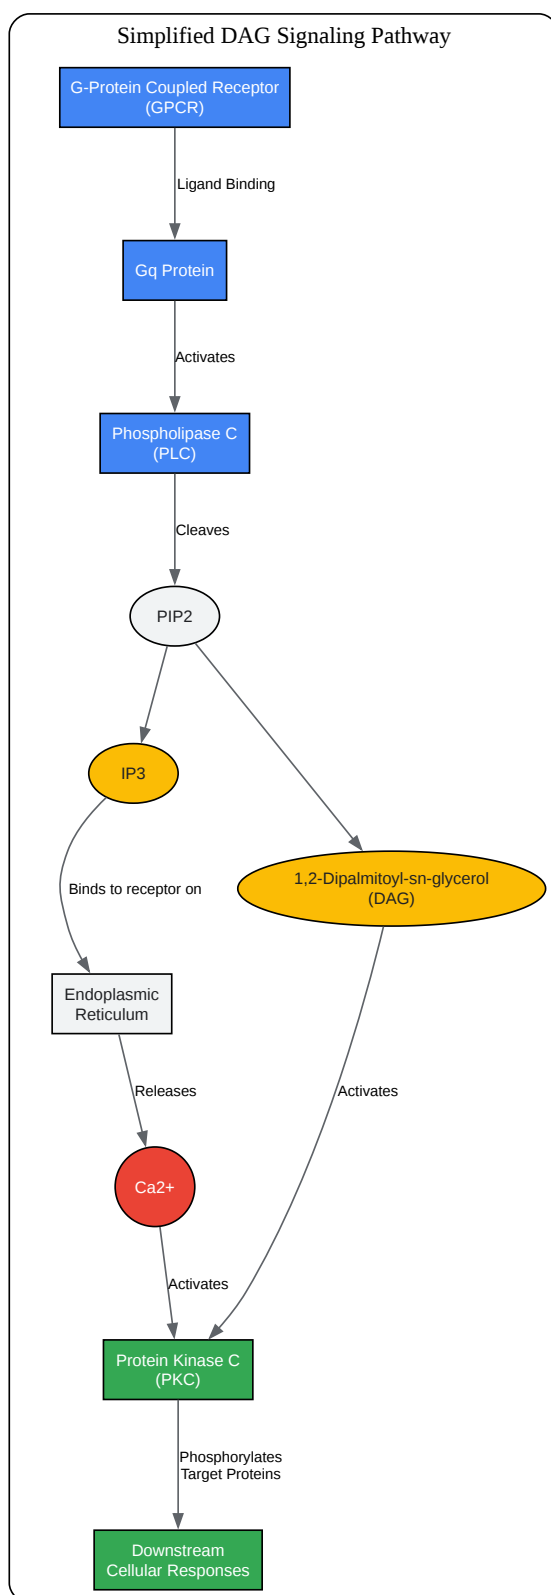 Simplified DAG Signaling Pathway
G-Protein Coupled Receptor
(GPCR)
Ligand Binding
Gq Protein
Activates
Phospholipase C
(PLC)
Cleaves
PIP2
IP3
1,2-Dipalmitoyl-sn-glycerol
(DAG)
Binds to receptor on
Endoplasmic
Reticulum
Releases
Activates
Ca2+
Activates
Protein Kinase C
(PKC)
Phosphorylates
Target Proteins
Downstream
Cellular Responses